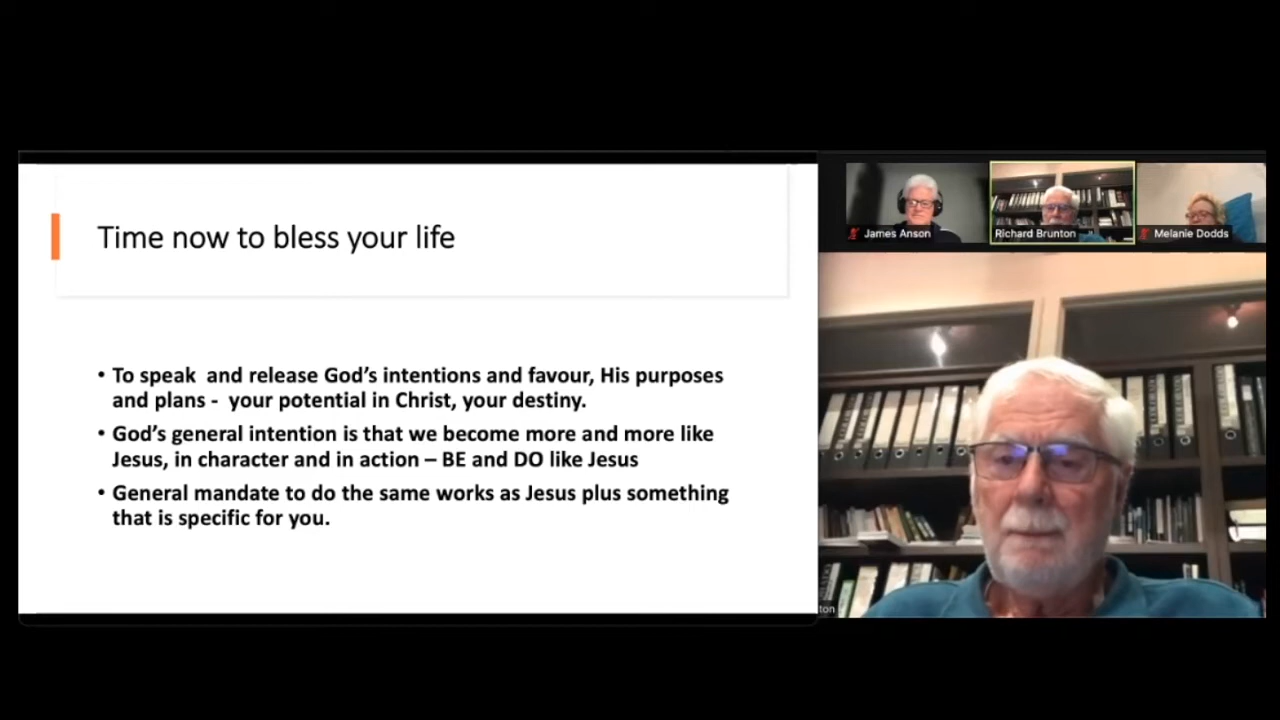 Time now to bless your life
• To speak  and release God’s intentions and favour, His purposes
and plans -  your potential in Christ, your destiny.
• God’s general intention is that we become more and more like
Jesus, in character and in action – BE and DO like Jesus
• General mandate to do the same works as Jesus plus something
that is specific for you.
James Anson
Richard Brunton
Melanie Dodds
ton